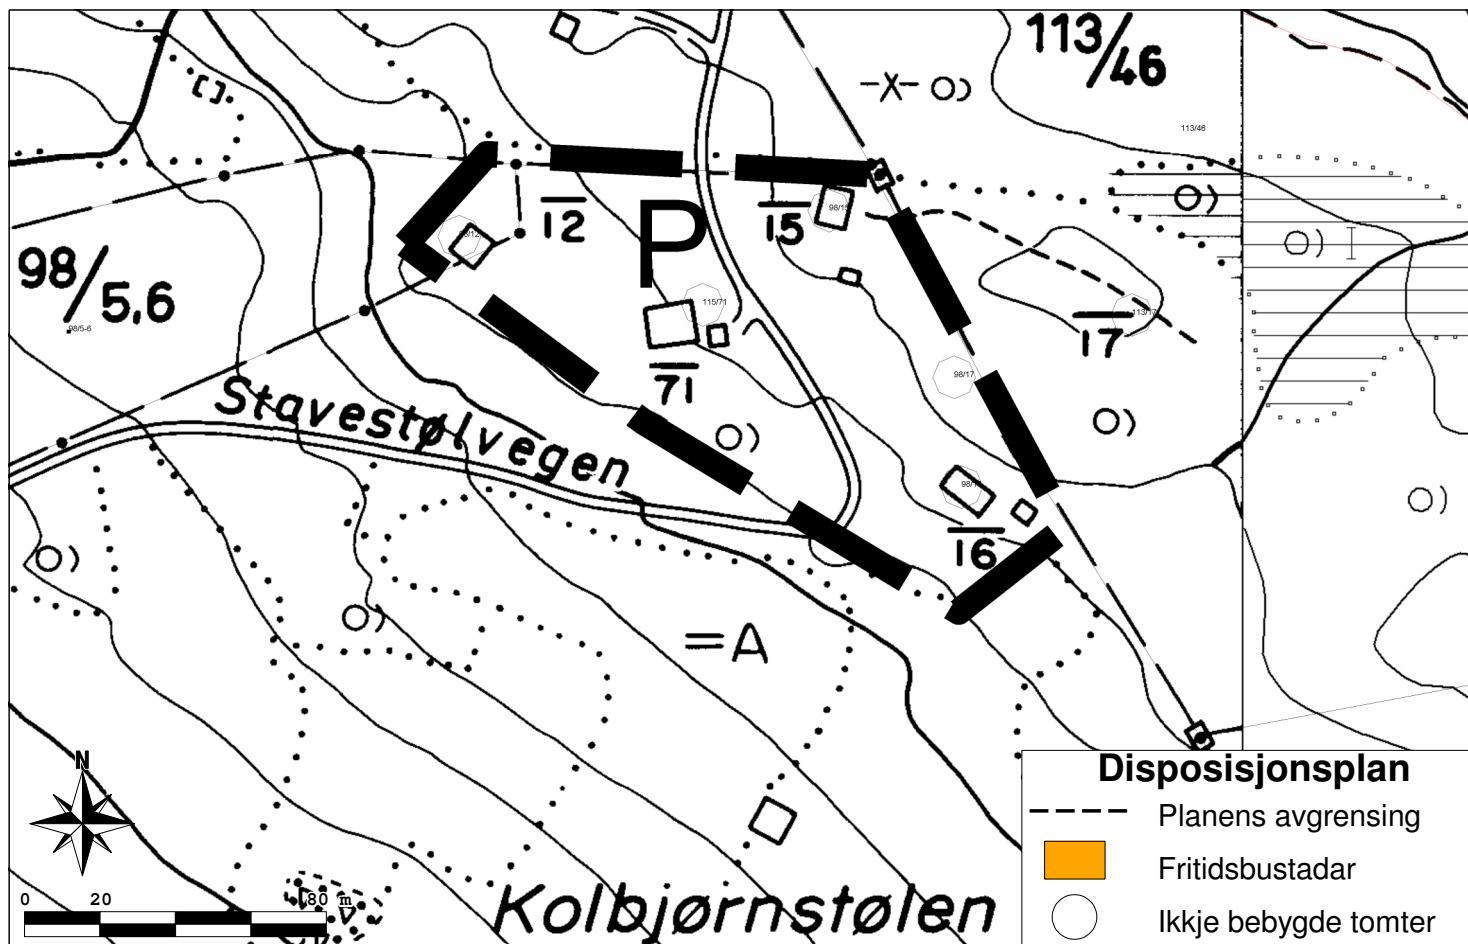 113/46
-X-
113/46
12
15
98/15
98/12
P
98/5,6
98/5-6
115/71
113/17
17
71
98/17
Stavestølvegen
16
=A
N
Disposisjonsplan
Planens avgrensing
Fritidsbustadar
Ikkje bebygde tomter
0 20 80 m
Kolbjørnstølen